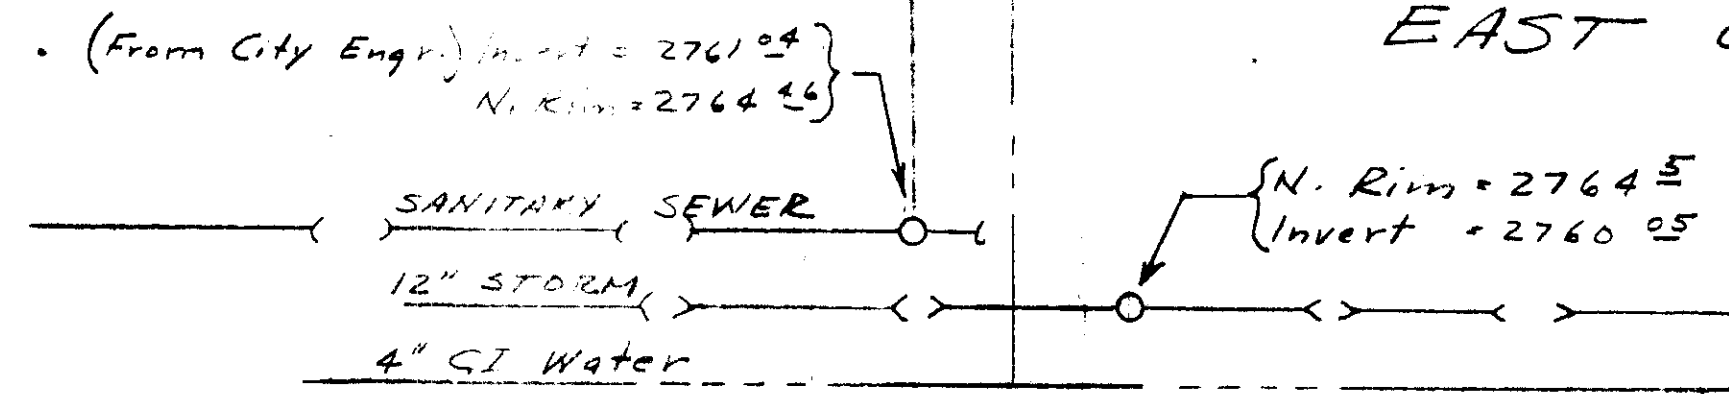 . (From City Engr.) Invert = 2761 04
N. Rim = 2764 46
EAST
N. Rim = 2764 5
Invert = 2760 05
SANITARY SEWER
12" STORM
4" CI Water